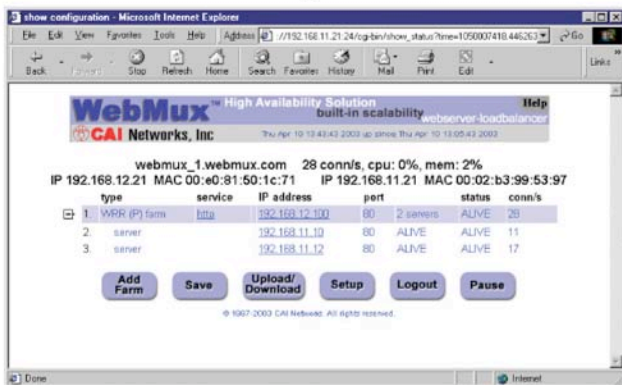 show configuration - Microsoft Internet Explorer
File Edit View Favorites Tools Help Address ://192.168.11.21:24/cgi-bin/show_status?time=1050007418.446263 Go
Back Forward Stop Refresh Home Search Favorites History Mail Print Edit Links
WebMux™ High Availability Solution Help
built-in scalability webserver-loadbalancer
CAI Networks, Inc Thu Apr 10 13:43:43 2003 up since Thu Apr 10 13:05:43 2003
webmux_1.webmux.com 28 conn/s, cpu: 0%, mem: 2%
IP 192.168.12.21 MAC 00:e0:81:50:1c:71 IP 192.168.11.21 MAC 00:02:b3:99:53:97
type service IP address port status conn/s
1. WRR (P) farm http 192.168.12.100 80 2 servers ALIVE 28
2. server 192.168.11.10 80 ALIVE ALIVE 11
3. server 192.168.11.12 80 ALIVE ALIVE 17
Add Farm Save Upload/Download Setup Logout Pause
© 1997-2003 CAI Networks. All rights reserved.
Done Internet